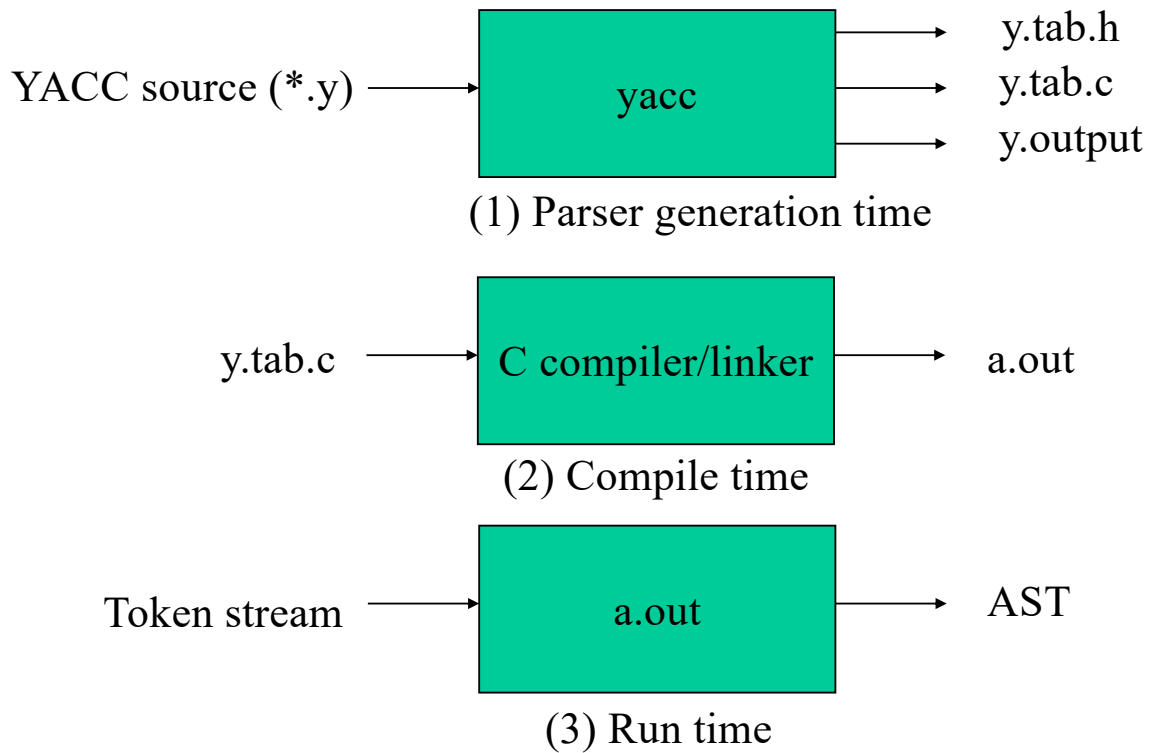 y.tab.h
YACC source (*.y)
yacc
y.tab.c
y.output
(1) Parser generation time
y.tab.c
C compiler/linker
a.out
(2) Compile time
Token stream
a.out
AST
(3) Run time